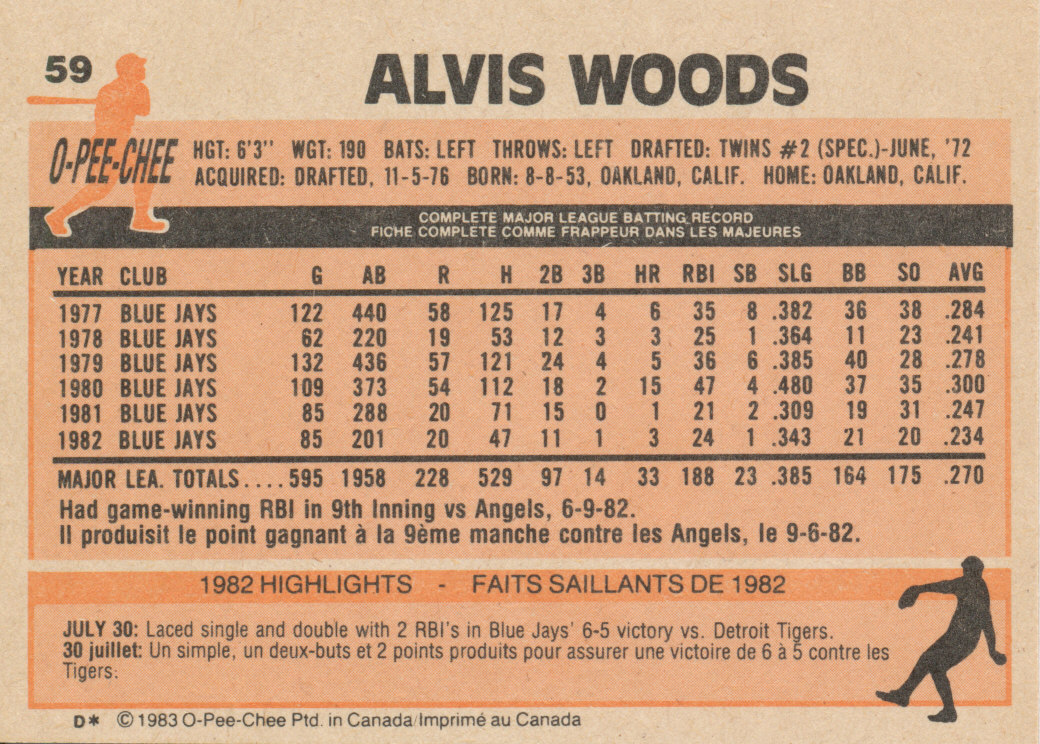 59
ALVIS WOODS
O-PEE-CHEE
HGT: 6'3" WGT: 190 BATS: LEFT THROWS: LEFT DRAFTED: TWINS #2 (SPEC.)-JUNE, '72
ACQUIRED: DRAFTED, 11-5-76 BORN: 8-8-53, OAKLAND, CALIF. HOME: OAKLAND, CALIF.
COMPLETE MAJOR LEAGUE BATTING RECORD
FICHE COMPLETE COMME FRAPPEUR DANS LES MAJEURES
YEAR CLUB G AB R H 2B 3B HR RBI SB SLG BB SO AVG
1977 BLUE JAYS 122 440 58 125 17 4 6 35 8 .382 36 38 .284
1978 BLUE JAYS 62 220 19 53 12 3 3 25 1 .364 11 23 .241
1979 BLUE JAYS 132 436 57 121 24 4 5 36 6 .385 40 28 .278
1980 BLUE JAYS 109 373 54 112 18 2 15 47 4 .480 37 35 .300
1981 BLUE JAYS 85 288 20 71 15 0 1 21 2 .309 19 31 .247
1982 BLUE JAYS 85 201 20 47 11 1 3 24 1 .343 21 20 .234
MAJOR LEA. TOTALS....595 1958 228 529 97 14 33 188 23 .385 164 175 .270
Had game-winning RBI in 9th Inning vs Angels, 6-9-82.
Il produisit le point gagnant à la 9ème manche contre les Angels, le 9-6-82.
1982 HIGHLIGHTS - FAITS SAILLANTS DE 1982
JULY 30: Laced single and double with 2 RBI's in Blue Jays' 6-5 victory vs. Detroit Tigers.
30 juillet: Un simple, un deux-buts et 2 points produits pour assurer une victoire de 6 à 5 contre les
Tigers.
D* © 1983 O-Pee-Chee Ptd. in Canada/Imprimé au Canada